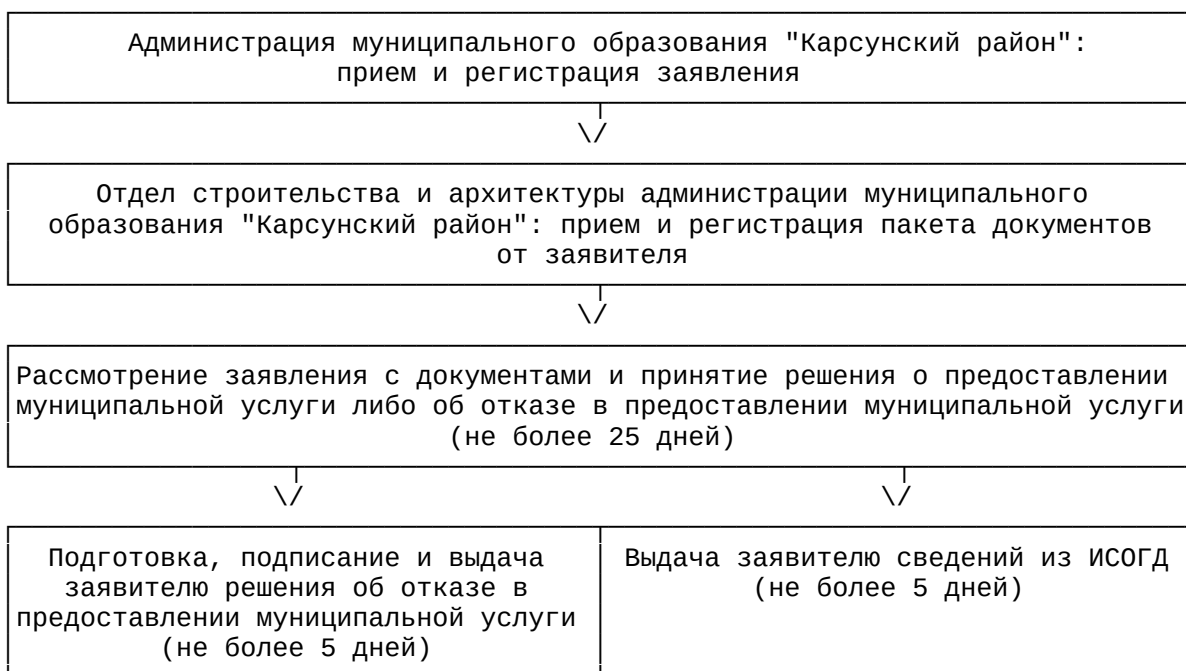 Администрация муниципального образования "Карсунский район":
прием и регистрация заявления
\/
Отдел строительства и архитектуры администрации муниципального
образования "Карсунский район": прием и регистрация пакета документов
от заявителя
\/
Рассмотрение заявления с документами и принятие решения о предоставлении
муниципальной услуги либо об отказе в предоставлении муниципальной услуги
(не более 25 дней)
\/ \/
Подготовка, подписание и выдача
заявителю решения об отказе в
предоставлении муниципальной услуги
(не более 5 дней)
Выдача заявителю сведений из ИСОГД
(не более 5 дней)